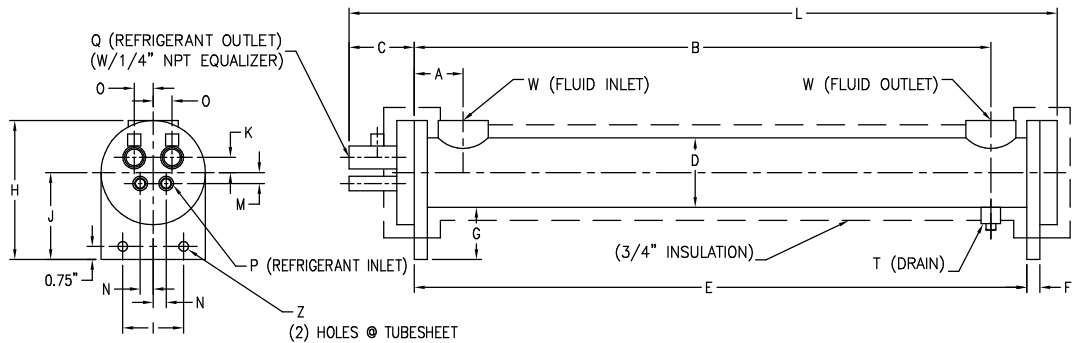 L
Q (REFRIGERANT OUTLET)
(W/1/4" NPT EQUALIZER)
C
B
A
W (FLUID INLET)
W (FLUID OUTLET)
O
O
K
H
J
M
D
G
0.75"
P (REFRIGERANT INLET)
(3/4" INSULATION)
T (DRAIN)
N
N
E
F
I
Z
(2) HOLES @ TUBESHEET